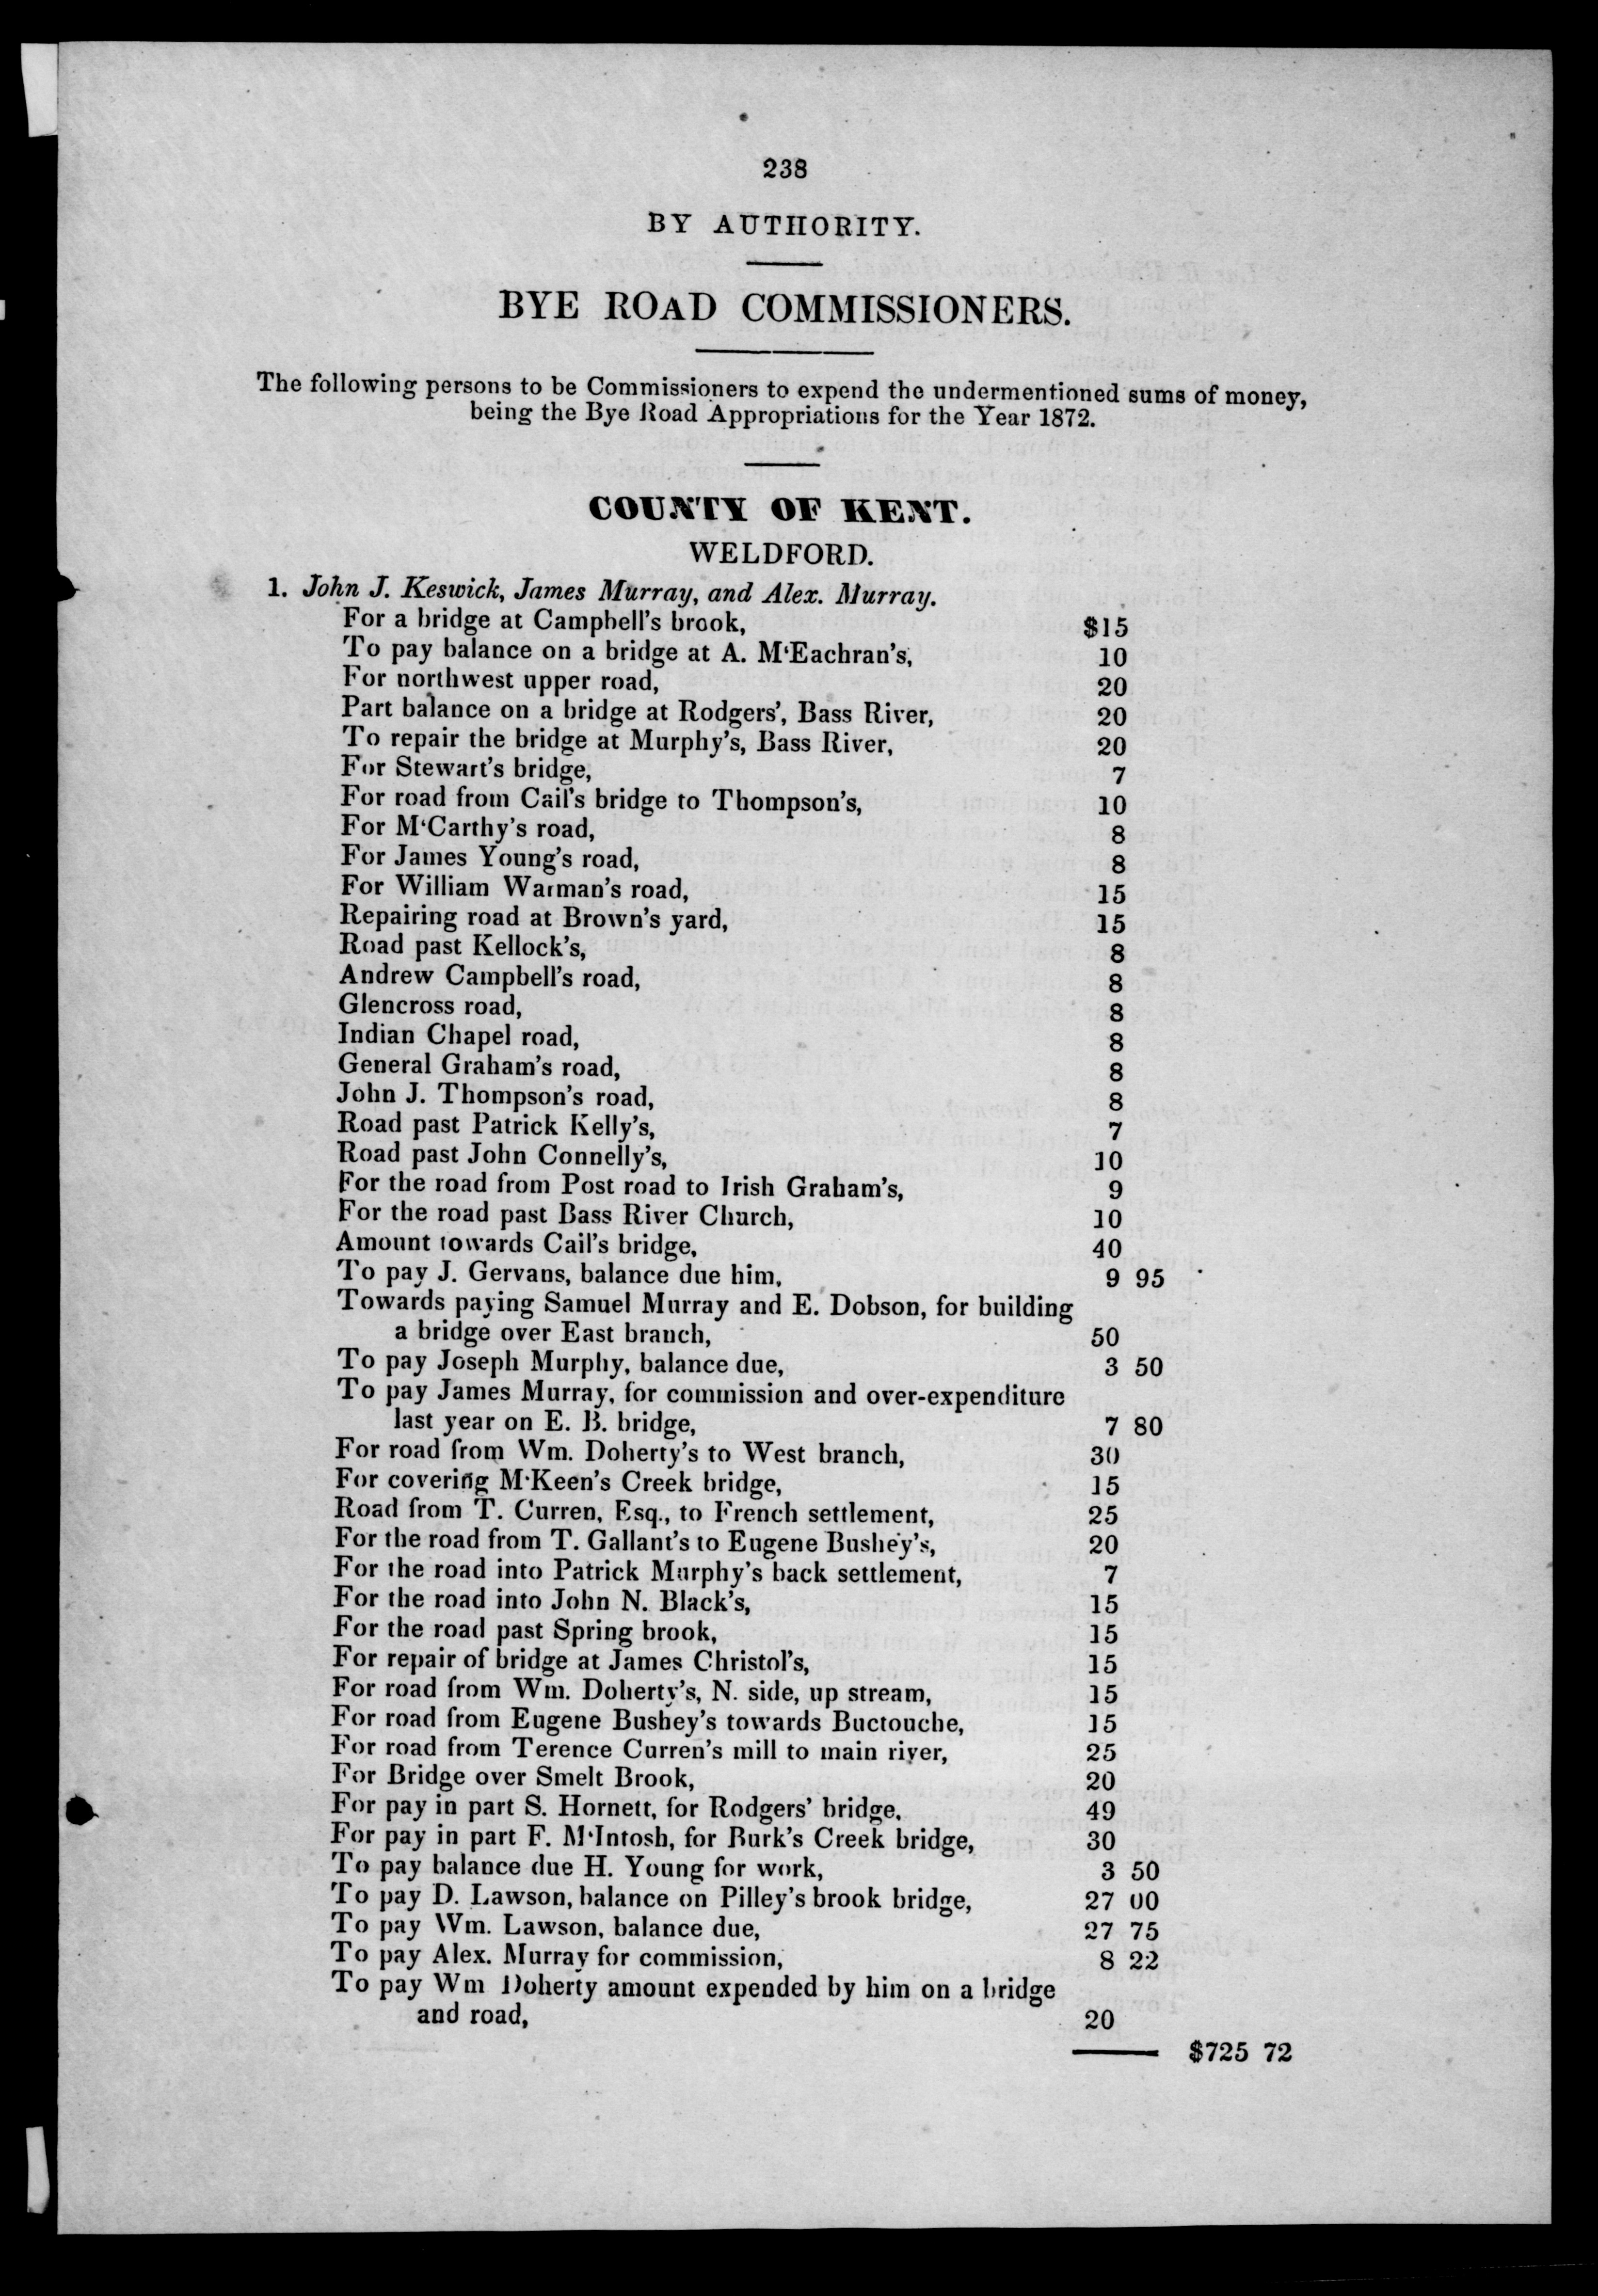 238
BY AUTHORITY.
BYE ROAD COMMISSIONERS.
The following persons to be Commissioners to expend the undermentioned sums of money,
being the Bye Road Appropriations for the Year 1872.
COUNTY OF KENT.
WELDFORD.
1. John J. Keswick, James Murray, and Alex. Murray.
For a bridge at Campbell's brook, $15
To pay balance on a bridge at A. M‘Eachran's, 10
For northwest upper road, 20
Part balance on a bridge at Rodgers', Bass River, 20
To repair the bridge at Murphy's, Bass River, 20
For Stewart's bridge, 7
For road from Cail's bridge to Thompson's, 10
For M‘Carthy's road, 8
For James Young's road, 8
For William Warman's road, 15
Repairing road at Brown's yard, 15
Road past Kellock's, 8
Andrew Campbell's road, 8
Glencross road, 8
Indian Chapel road, 8
General Graham's road, 8
John J. Thompson's road, 8
Road past Patrick Kelly's, 7
Road past John Connelly's, 10
For the road from Post road to Irish Graham's, 9
For the road past Bass River Church, 10
Amount towards Cail's bridge, 40
To pay J. Gervans, balance due him, 9 95
Towards paying Samuel Murray and E. Dobson, for building
a bridge over East branch, 50
To pay Joseph Murphy, balance due, 3 50
To pay James Murray, for commission and over-expenditure
last year on E. B. bridge, 7 80
For road from Wm. Doherty's to West branch, 30
For covering M‘Keen's Creek bridge, 15
Road from T. Curren, Esq., to French settlement, 25
For the road from T. Gallant's to Eugene Bushey's, 20
For the road into Patrick Murphy's back settlement, 7
For the road into John N. Black's, 15
For the road past Spring brook, 15
For repair of bridge at James Christol's, 15
For road from Wm. Doherty's, N. side, up stream, 15
For road from Eugene Bushey's towards Buctouche, 15
For road from Terence Curren's mill to main river, 25
For Bridge over Smelt Brook, 20
For pay in part S. Hornett, for Rodgers' bridge, 49
For pay in part F. M‘Intosh, for Burk's Creek bridge, 30
To pay balance due H. Young for work, 3 50
To pay D. Lawson, balance on Pilley's brook bridge, 27 00
To pay Wm. Lawson, balance due, 27 75
To pay Alex. Murray for commission, 8 22
To pay Wm Doherty amount expended by him on a bridge
and road, 20
$725 72